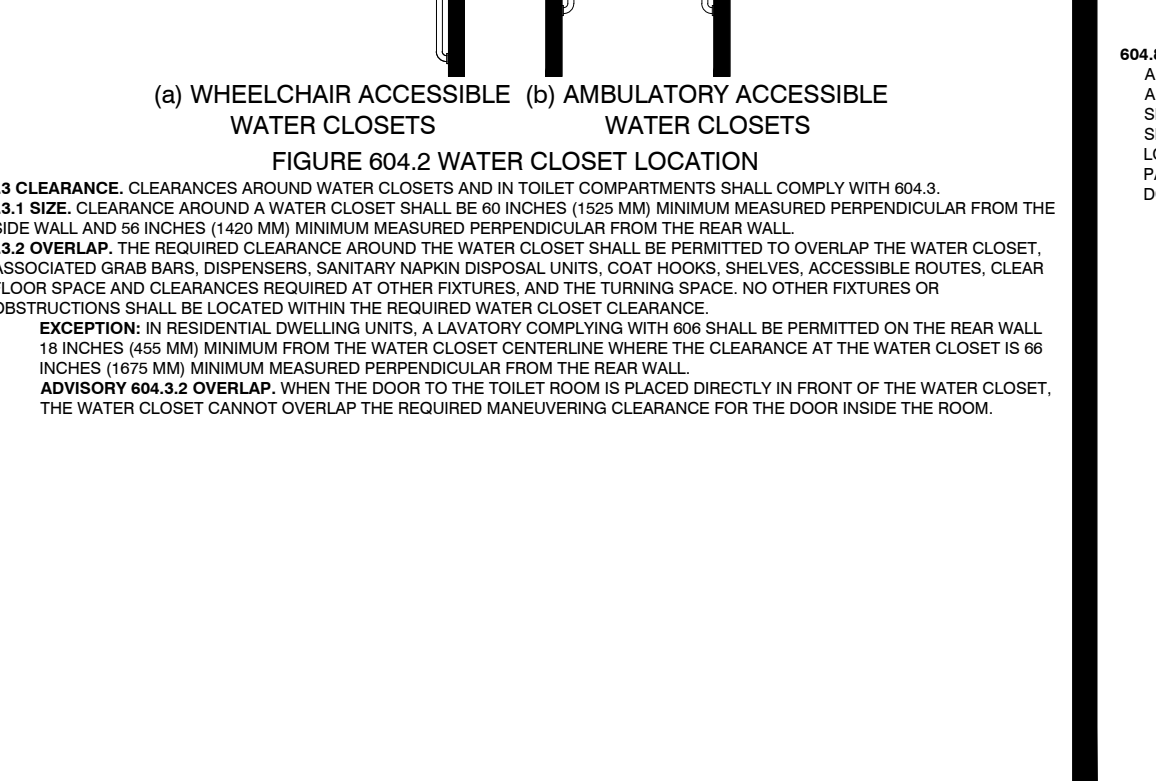 (a) WHEELCHAIR ACCESSIBLE (b) AMBULATORY ACCESSIBLE
WATER CLOSETS WATER CLOSETS
FIGURE 604.2 WATER CLOSET LOCATION
.3 CLEARANCE. CLEARANCES AROUND WATER CLOSETS AND IN TOILET COMPARTMENTS SHALL COMPLY WITH 604.3.
.3.1 SIZE. CLEARANCE AROUND A WATER CLOSET SHALL BE 60 INCHES (1525 MM) MINIMUM MEASURED PERPENDICULAR FROM THE
SIDE WALL AND 56 INCHES (1420 MM) MINIMUM MEASURED PERPENDICULAR FROM THE REAR WALL.
.3.2 OVERLAP. THE REQUIRED CLEARANCE AROUND THE WATER CLOSET SHALL BE PERMITTED TO OVERLAP THE WATER CLOSET,
ASSOCIATED GRAB BARS, DISPENSERS, SANITARY NAPKIN DISPOSAL UNITS, COAT HOOKS, SHELVES, ACCESSIBLE ROUTES, CLEAR
FLOOR SPACE AND CLEARANCES REQUIRED AT OTHER FIXTURES, AND THE TURNING SPACE. NO OTHER FIXTURES OR
OBSTRUCTIONS SHALL BE LOCATED WITHIN THE REQUIRED WATER CLOSET CLEARANCE.
EXCEPTION: IN RESIDENTIAL DWELLING UNITS, A LAVATORY COMPLYING WITH 606 SHALL BE PERMITTED ON THE REAR WALL
18 INCHES (455 MM) MINIMUM FROM THE WATER CLOSET CENTERLINE WHERE THE CLEARANCE AT THE WATER CLOSET IS 66
INCHES (1675 MM) MINIMUM MEASURED PERPENDICULAR FROM THE REAR WALL.
ADVISORY 604.3.2 OVERLAP. WHEN THE DOOR TO THE TOILET ROOM IS PLACED DIRECTLY IN FRONT OF THE WATER CLOSET,
THE WATER CLOSET CANNOT OVERLAP THE REQUIRED MANEUVERING CLEARANCE FOR THE DOOR INSIDE THE ROOM.
604.8